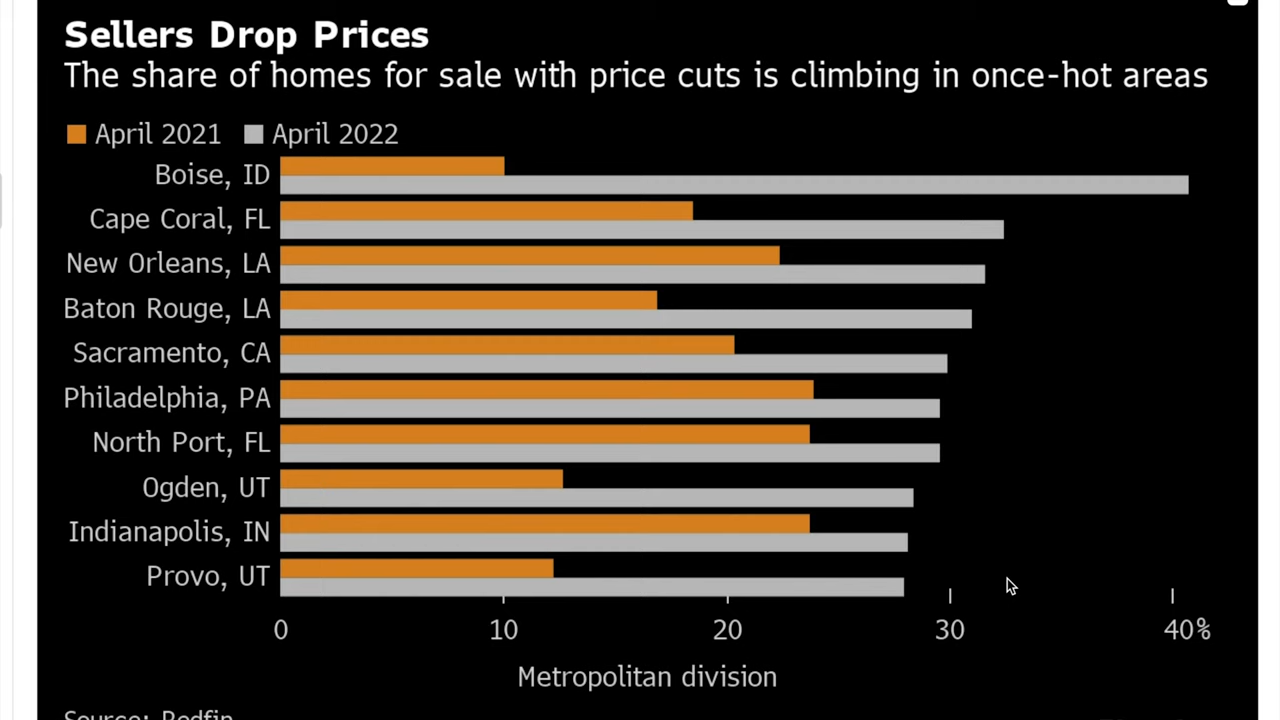 Sellers Drop Prices
The share of homes for sale with price cuts is climbing in once-hot areas
April 2021 April 2022
Boise, ID
Cape Coral, FL
New Orleans, LA
Baton Rouge, LA
Sacramento, CA
Philadelphia, PA
North Port, FL
Ogden, UT
Indianapolis, IN
Provo, UT
0 10 20 30 40%
Metropolitan division
Source: Redfin